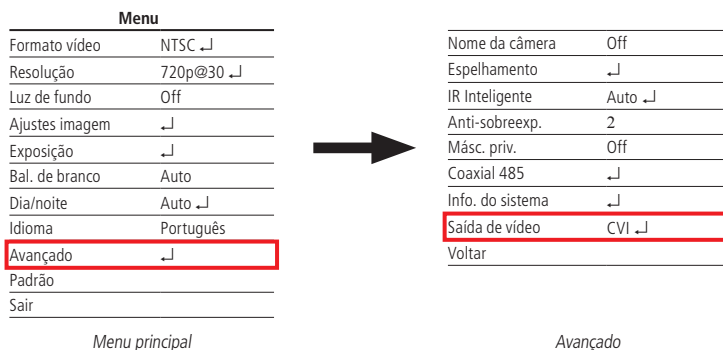 Menu
Formato vídeo NTSC ↵
Resolução 720p@30 ↵
Luz de fundo Off
Ajustes imagem ↵
Exposição ↵
Bal. de branco Auto
Dia/noite Auto ↵
Idioma Português
Avançado ↵
Padrão
Sair
Menu principal
Nome da câmera Off
Espelhamento ↵
IR Inteligente Auto ↵
Anti-sobreexp. 2
Másc. priv. Off
Coaxial 485 ↵
Info. do sistema ↵
Saída de vídeo CVI ↵
Voltar
Avançado